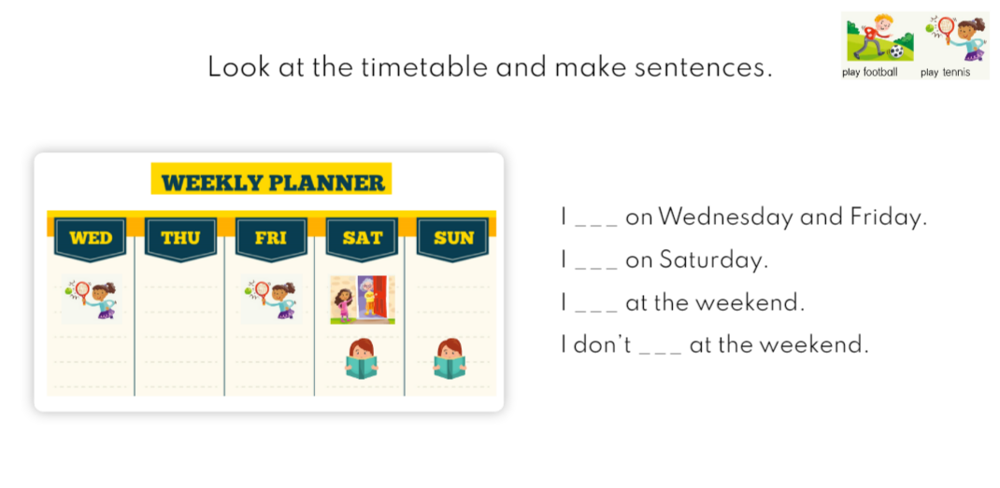 Look at the timetable and make sentences.
play football play tennis
WEEKLY PLANNER
WED THU FRI SAT SUN
I ___ on Wednesday and Friday.
I ___ on Saturday.
I ___ at the weekend.
I don't ___ at the weekend.